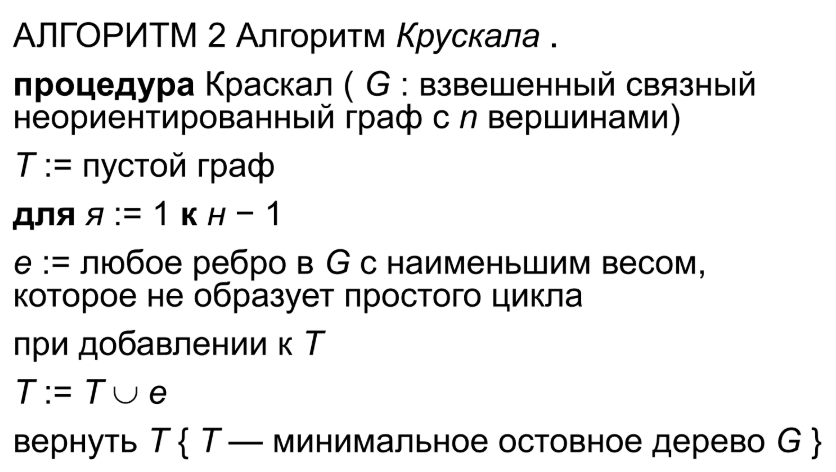 АЛГОРИТМ 2 Алгоритм Крускала .
процедура Краскал ( G : взвешенный связный
неориентированный граф с n вершинами)
T := пустой граф
для я := 1 к н − 1
e := любое ребро в G с наименьшим весом,
которое не образует простого цикла
при добавлении к T
T := T ∪ e
вернуть T { T — минимальное остовное дерево G }